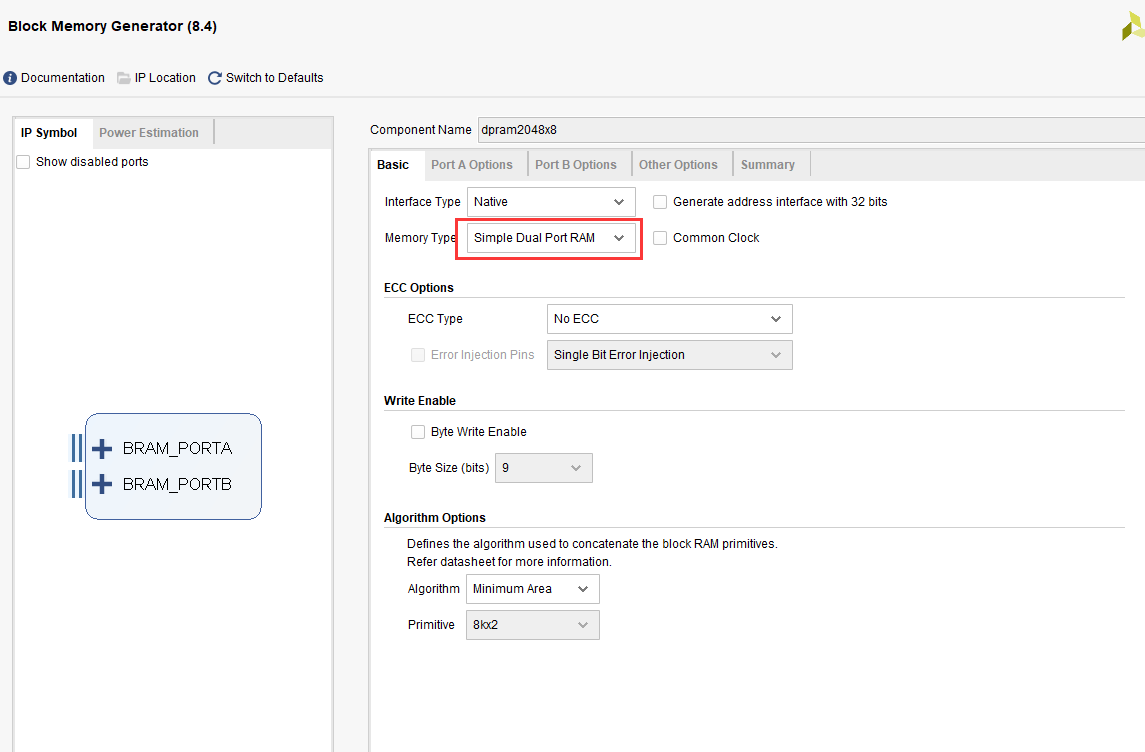 Block Memory Generator (8.4)
Documentation IP Location Switch to Defaults
IP Symbol Power Estimation
Show disabled ports
BRAM_PORTA
BRAM_PORTB
Component Name dpram2048x8
Basic Port A Options Port B Options Other Options Summary
Interface Type Native Generate address interface with 32 bits
Memory Type Simple Dual Port RAM Common Clock
ECC Options
ECC Type No ECC
Error Injection Pins Single Bit Error Injection
Write Enable
Byte Write Enable
Byte Size (bits) 9
Algorithm Options
Defines the algorithm used to concatenate the block RAM primitives.
Refer datasheet for more information.
Algorithm Minimum Area
Primitive 8kx2